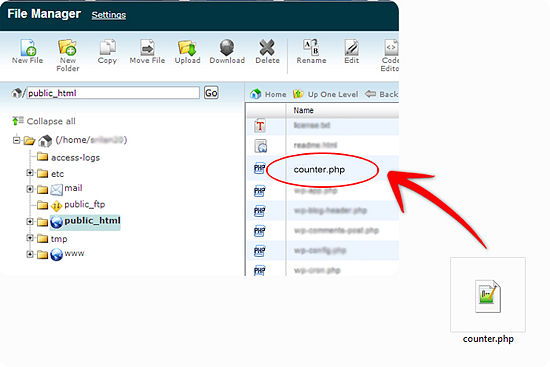 File Manager Settings
New File New Folder Copy Move File Upload Download Delete Rename Edit Code Edito
/ public_html Go
Home Up One Level Back
Collapse all
Name
(/home/
access-logs
etc
mail
public_ftp
public_html
tmp
www
license.txt
readme.html
counter.php
wp-app.php
wp-blog-header.php
wp-comments-post.php
wp-config.php
wp-cron.php
counter.php